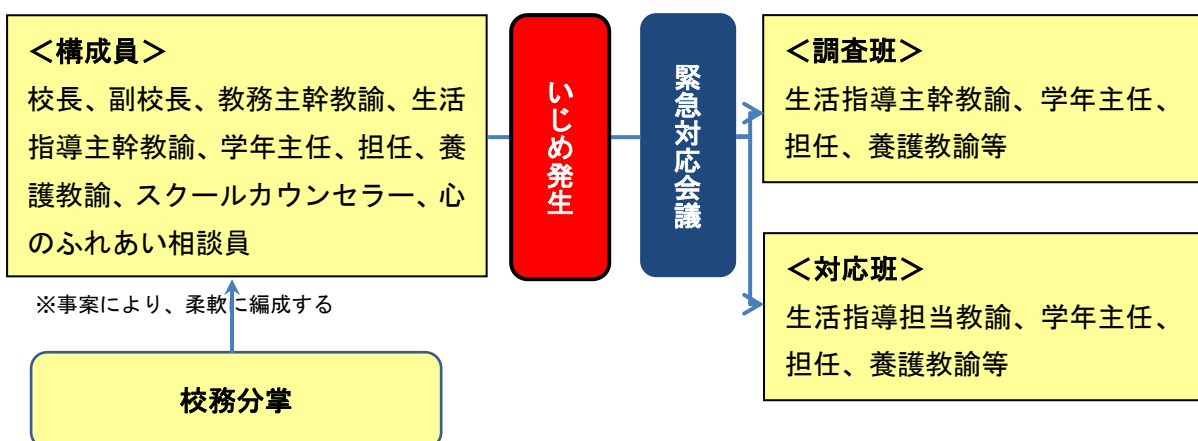 <構成員>
校長、副校長、教務主幹教諭、生活
指導主幹教諭、学年主任、担任、養
護教諭、スクールカウンセラー、心
のふれあい相談員
※事案により、柔軟に編成する
校務分掌
いじめ発生
緊急対応会議
<調査班>
生活指導主幹教諭、学年主任、
担任、養護教諭等
<対応班>
生活指導担当教諭、学年主任、
担任、養護教諭等